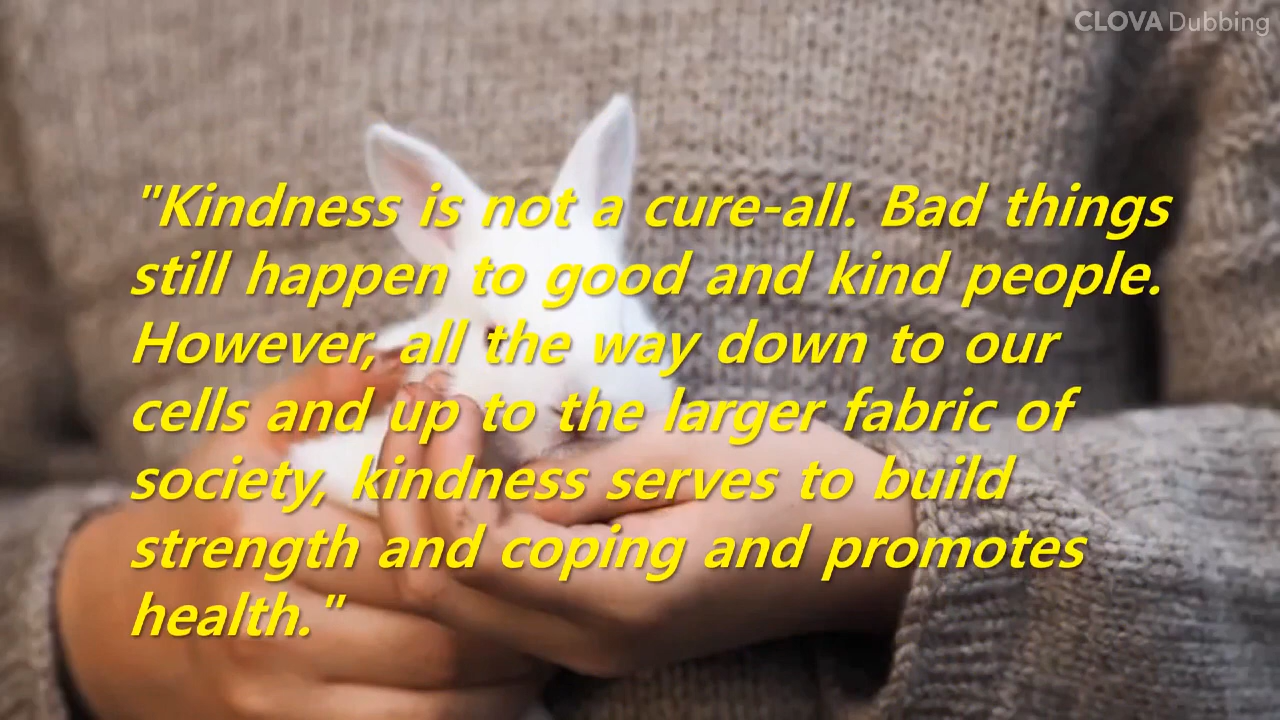 CLOVA Dubbing
"Kindness is not a cure-all. Bad things
still happen to good and kind people.
However, all the way down to our
cells and up to the larger fabric of
society, kindness serves to build
strength and coping and promotes
health."